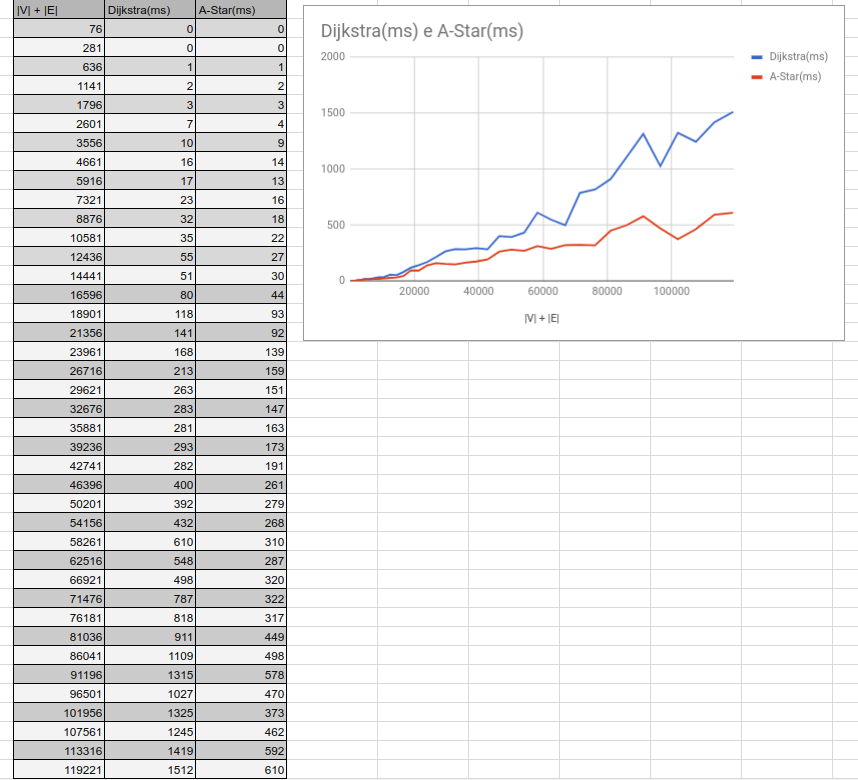 |V| + |E| Dijkstra(ms) A-Star(ms)
76 0 0
281 0 0
636 1 1
1141 2 2
1796 3 3
2601 7 4
3556 10 9
4661 16 14
5916 17 13
7321 23 16
8876 32 18
10581 35 22
12436 55 27
14441 51 30
16596 80 44
18901 118 93
21356 141 92
23961 168 139
26716 213 159
29621 263 151
32676 283 147
35881 281 163
39236 293 173
42741 282 191
46396 400 261
50201 392 279
54156 432 268
58261 610 310
62516 548 287
66921 498 320
71476 787 322
76181 818 317
81036 911 449
86041 1109 498
91196 1315 578
96501 1027 470
101956 1325 373
107561 1245 462
113316 1419 592
119221 1512 610
Dijkstra(ms) e A-Star(ms)
2000
1500
1000
500
0
20000 40000 60000 80000 100000
|V| + |E|
Dijkstra(ms)
A-Star(ms)